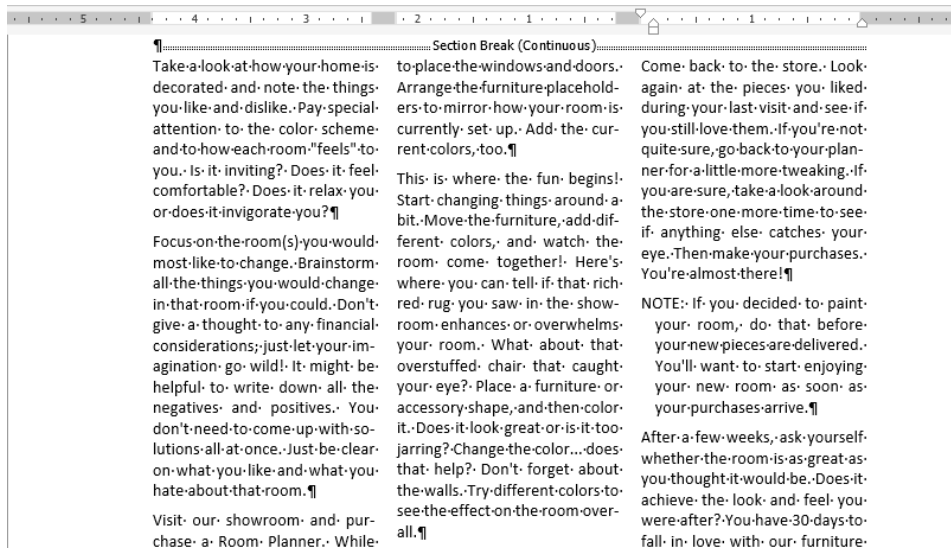 5 4 3 2 1 1
¶ Section Break (Continuous)
Take a look at how your home is
decorated and note the things
you like and dislike. Pay special
attention to the color scheme
and to how each room "feels" to
you. Is it inviting? Does it feel
comfortable? Does it relax you
or does it invigorate you?¶
Focus on the room(s) you would
most like to change. Brainstorm
all the things you would change
in that room if you could. Don't
give a thought to any financial
considerations; just let your im-
agination go wild! It might be
helpful to write down all the
negatives and positives. You
don't need to come up with so-
lutions all at once. Just be clear
on what you like and what you
hate about that room.¶
Visit our showroom and pur-
chase a Room Planner. While
to place the windows and doors.
Arrange the furniture placehold-
ers to mirror how your room is
currently set up. Add the cur-
rent colors, too.¶
This is where the fun begins!
Start changing things around a
bit. Move the furniture, add dif-
ferent colors, and watch the
room come together! Here's
where you can tell if that rich
red rug you saw in the show-
room enhances or overwhelms
your room. What about that
overstuffed chair that caught
your eye? Place a furniture or
accessory shape, and then color
it. Does it look great or is it too
jarring? Change the color... does
that help? Don't forget about
the walls. Try different colors to
see the effect on the room over-
all.¶
Come back to the store. Look
again at the pieces you liked
during your last visit and see if
you still love them. If you're not
quite sure, go back to your plan-
ner for a little more tweaking. If
you are sure, take a look around
the store one more time to see
if anything else catches your
eye. Then make your purchases.
You're almost there!¶
NOTE: If you decided to paint
your room, do that before
your new pieces are delivered.
You'll want to start enjoying
your new room as soon as
your purchases arrive.¶
After a few weeks, ask yourself
whether the room is as great as
you thought it would be. Does it
achieve the look and feel you
were after? You have 30 days to
fall in love with our furniture